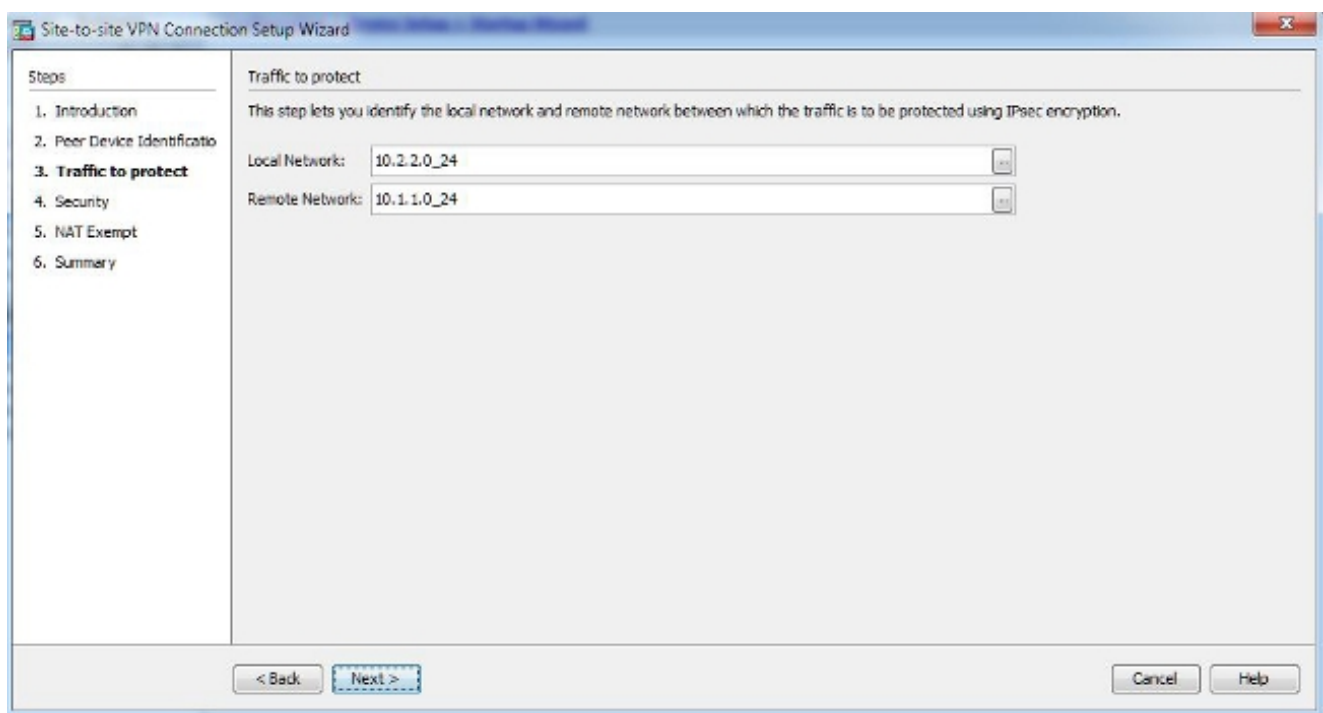 Site-to-site VPN Connection Setup Wizard
Steps
1. Introduction
2. Peer Device Identificatio
3. Traffic to protect
4. Security
5. NAT Exempt
6. Summary
Traffic to protect
This step lets you identify the local network and remote network between which the traffic is to be protected using IPsec encryption.
Local Network: 10.2.2.0_24
Remote Network: 10.1.1.0_24
< Back Next > Cancel Help